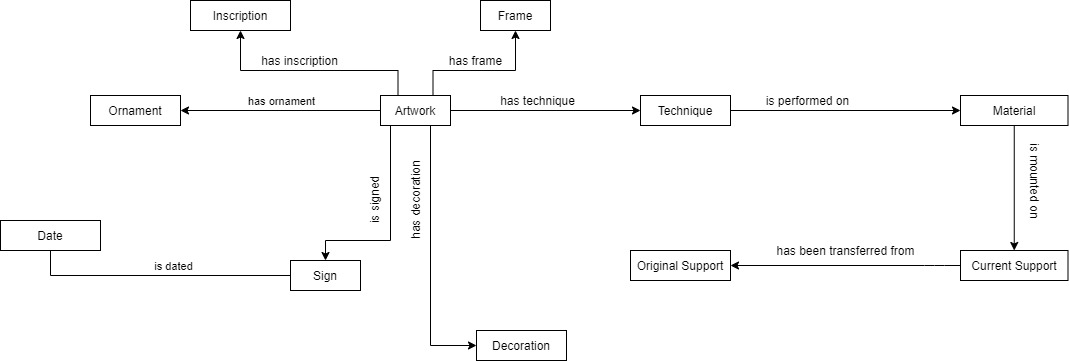 Inscription
Frame
has inscription
has frame
Ornament
has ornament
Artwork
has technique
Technique
is performed on
Material
is signed
has decoration
is mounted on
Date
is dated
Sign
Original Support
has been transferred from
Current Support
Decoration